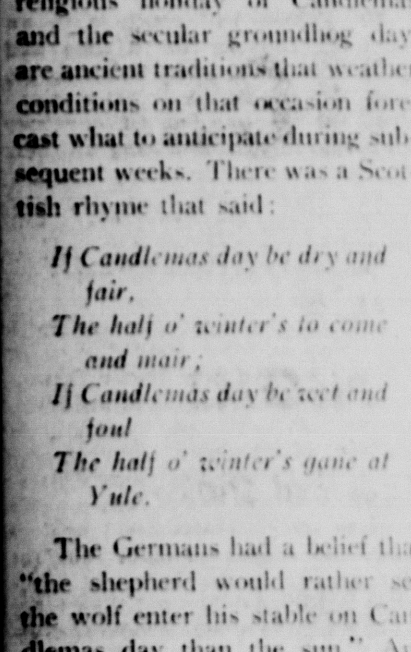 religious holiday of Candlemas
and the secular groundhog day
are ancient traditions that weathe
conditions on that occasion fore
cast what to anticipate during sub
sequent weeks. There was a Scot
tish rhyme that said:
If Candlemas day be dry and
fair,
The half o' winter's to come
and mair;
If Candlemas day be wet and
foul
The half o' winter's gane at
Yule.
The Germans had a belief tha
"the shepherd would rather se
the wolf enter his stable on Can
dlemas day than the sun." A